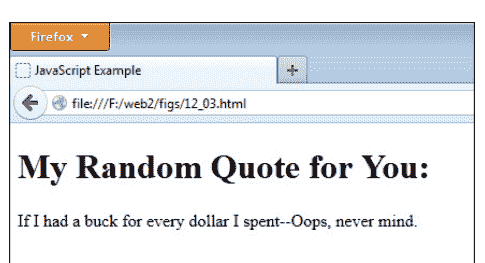 Firefox
JavaScript Example
file:///F:/web2/figs/12_03.html
My Random Quote for You:
If I had a buck for every dollar I spent--Oops, never mind.